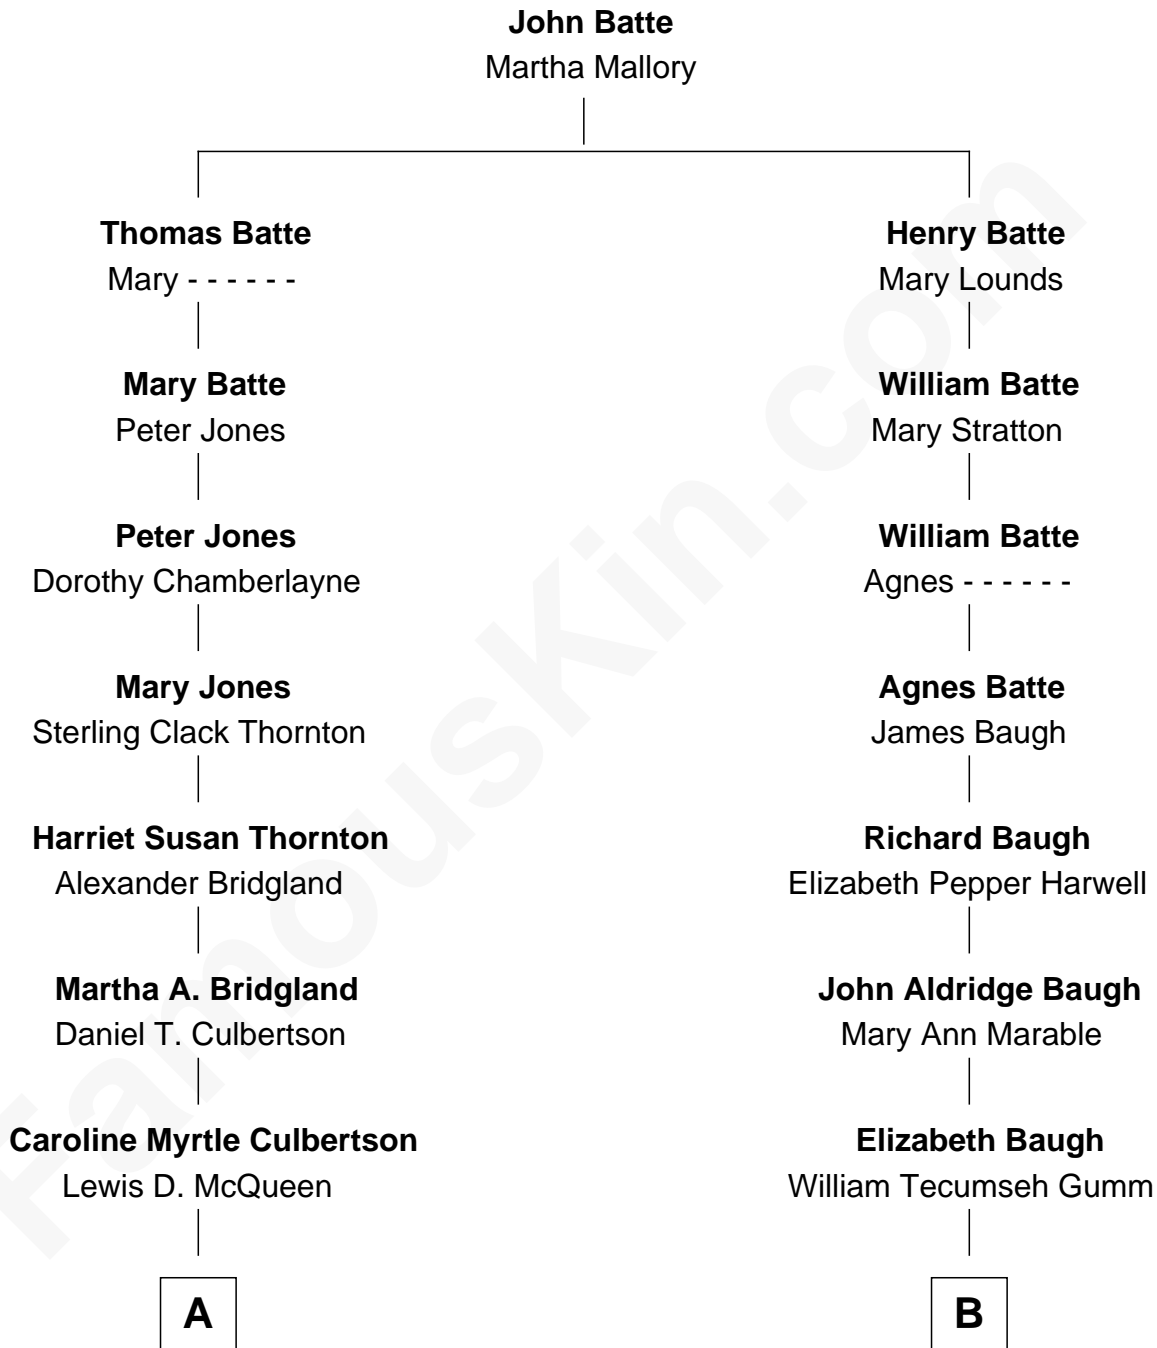 John Batte
Martha Mallory
Thomas Batte
Mary - - - - - -
Henry Batte
Mary Lounds
Mary Batte
Peter Jones
William Batte
Mary Stratton
Peter Jones
Dorothy Chamberlayne
William Batte
Agnes - - - - - -
Mary Jones
Sterling Clack Thornton
Agnes Batte
James Baugh
Harriet Susan Thornton
Alexander Bridgland
Richard Baugh
Elizabeth Pepper Harwell
Martha A. Bridgland
Daniel T. Culbertson
John Aldridge Baugh
Mary Ann Marable
Caroline Myrtle Culbertson
Lewis D. McQueen
Elizabeth Baugh
William Tecumseh Gumm
A
B
FamousKin.com